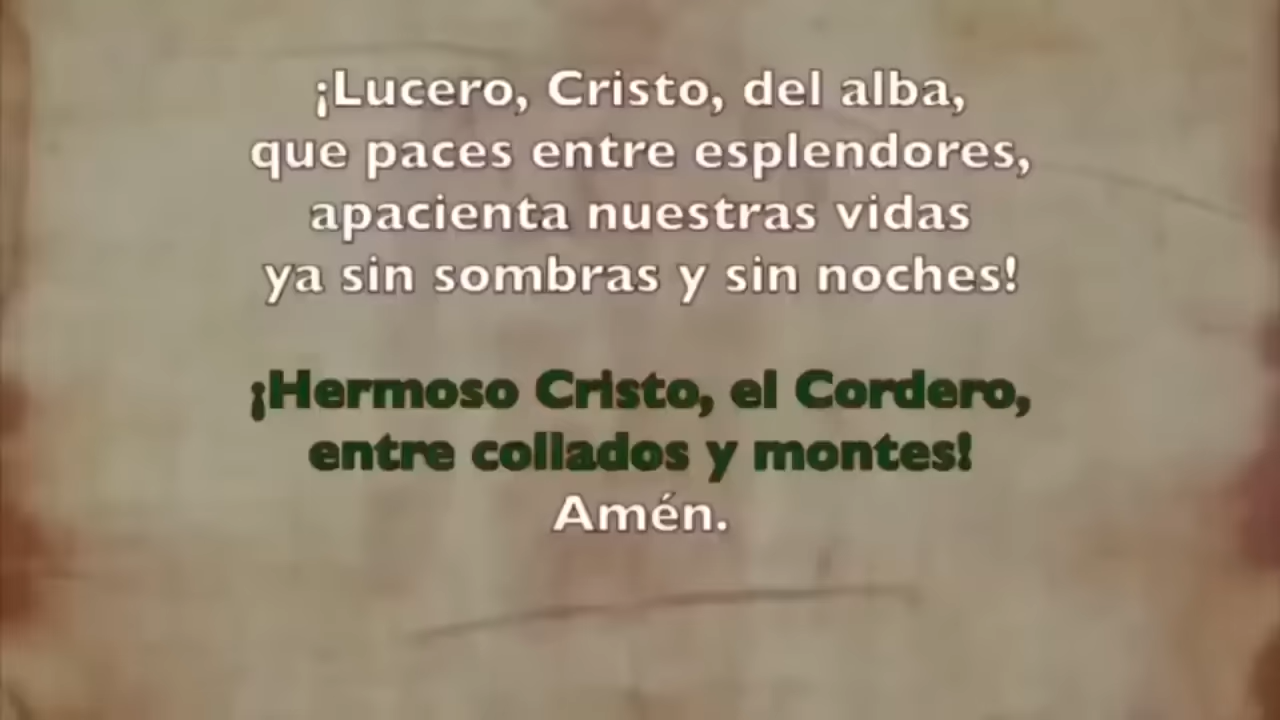 ¡Lucero, Cristo, del alba,
que paces entre esplendores,
apacienta nuestras vidas
ya sin sombras y sin noches!
¡Hermoso Cristo, el Cordero,
entre collados y montes!
Amén.